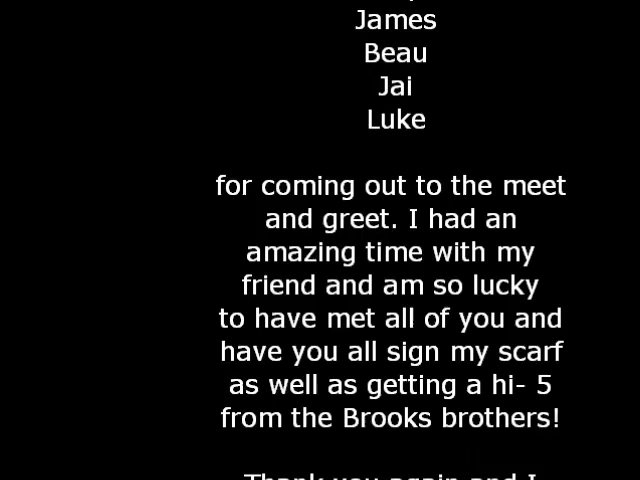 James
Beau
Jai
Luke
for coming out to the meet
and greet. I had an
amazing time with my
friend and am so lucky
to have met all of you and
have you all sign my scarf
as well as getting a hi- 5
from the Brooks brothers!
Thank you again and I